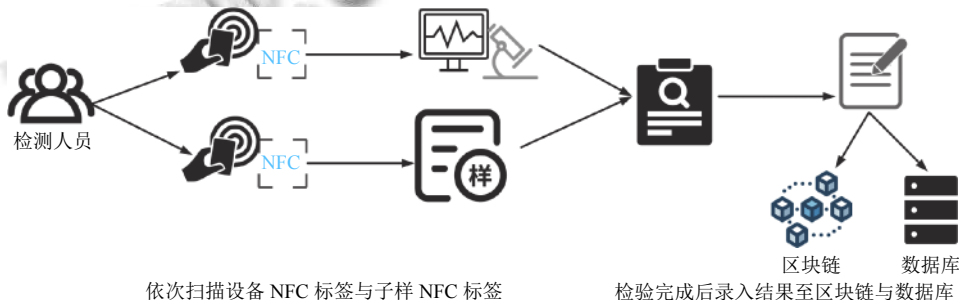 NFC
检测人员
NFC
样
区块链
数据库
依次扫描设备 NFC 标签与子样 NFC 标签
检验完成后录入结果至区块链与数据库